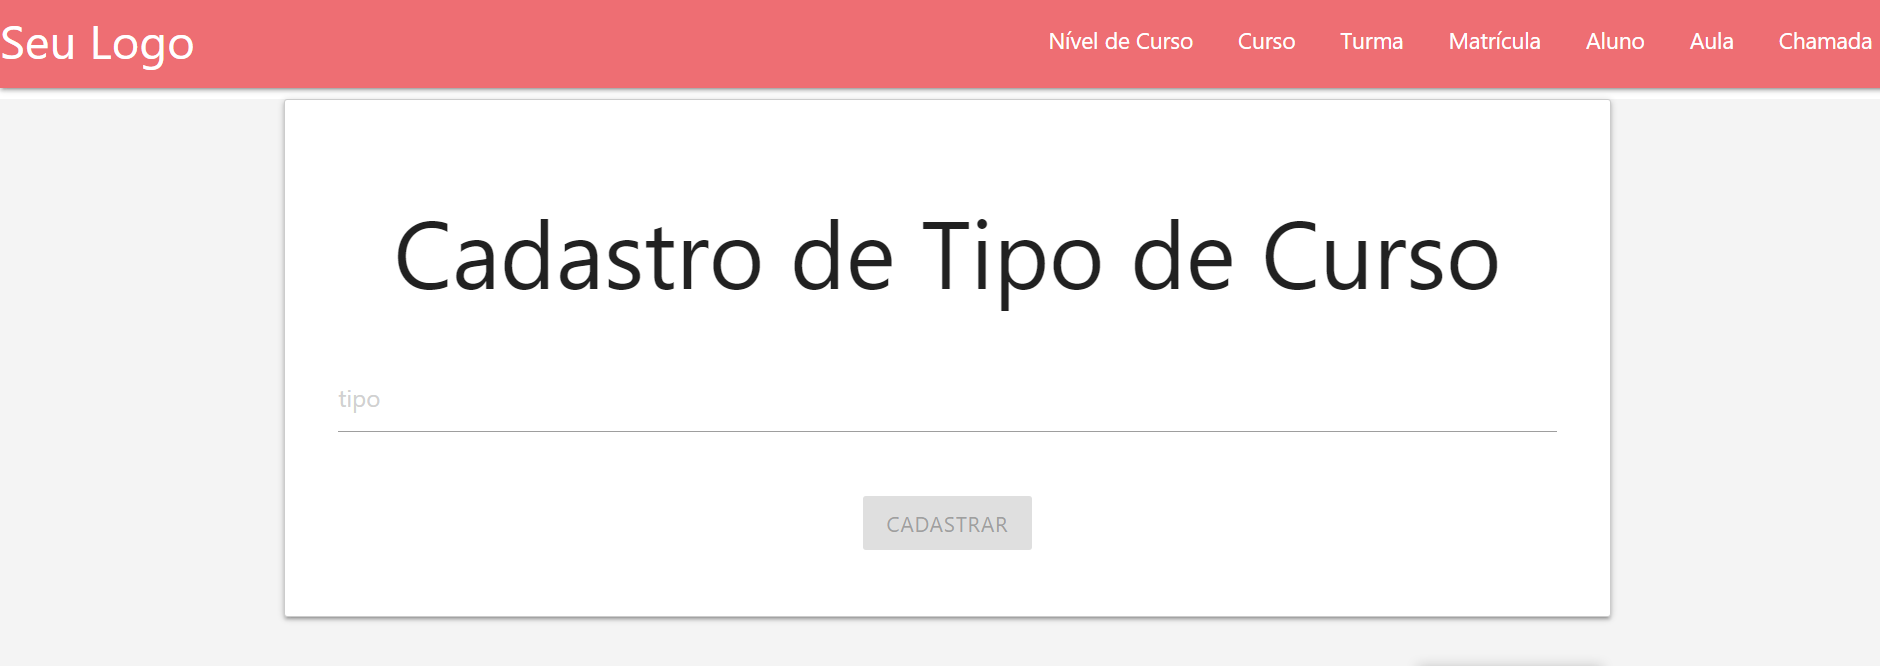 Seu Logo
Nível de Curso Curso Turma Matrícula Aluno Aula Chamada
Cadastro de Tipo de Curso
tipo
CADASTRAR